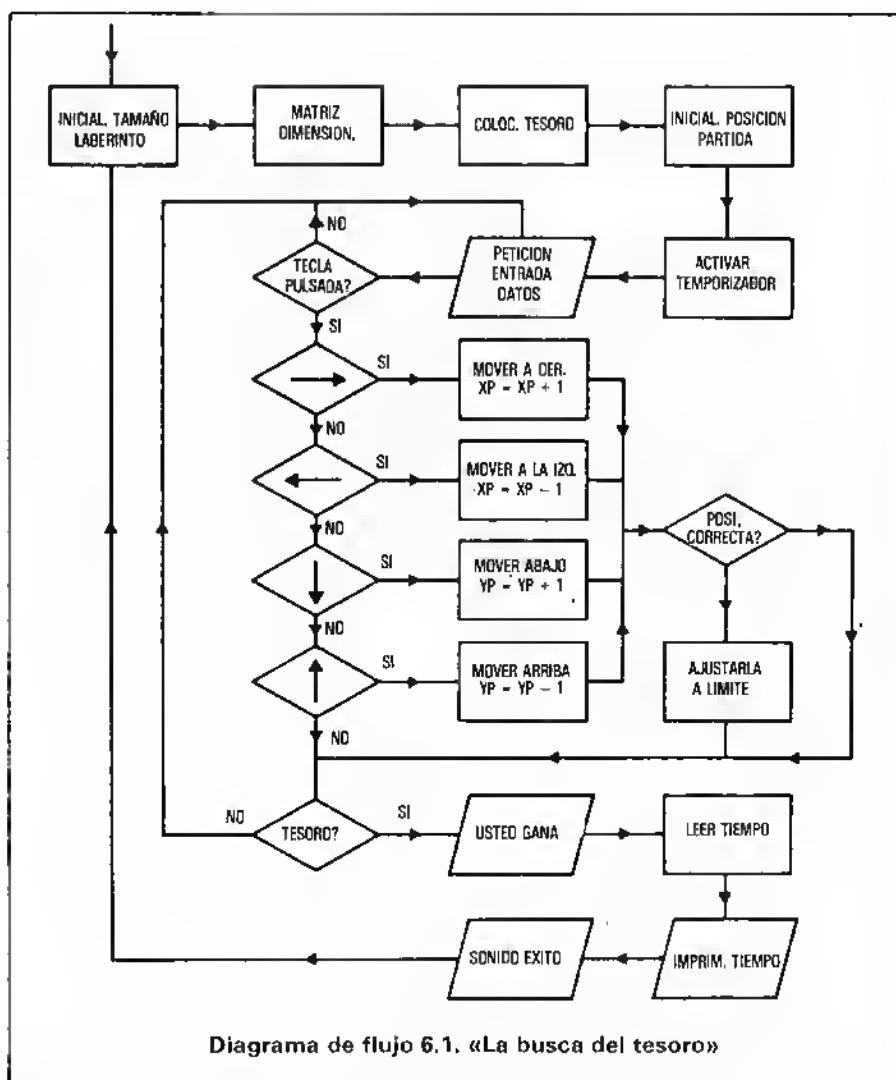 INICIAL. TAMAÑO
LABERINTO
MATRIZ
DIMENSION.
COLOC. TESORO
INICIAL. POSICION
PARTIDA
NO
TECLA
PULSADA?
PETICION
ENTRADA
DATOS
ACTIVAR
TEMPORIZADOR
SI
SI
MOVER A DER.
XP = XP + 1
NO
SI
MOVER A LA IZQ.
XP = XP - 1
POSI.
CORRECTA?
NO
SI
MOVER ABAJO
YP = YP + 1
NO
SI
MOVER ARRIBA
YP = YP - 1
AJUSTARLA
A LIMITE
NO
NO
TESORO?
SI
USTED GANA
LEER TIEMPO
SONIDO EXITO
IMPRIM. TIEMPO
Diagrama de flujo 6.1. «La busca del tesoro»